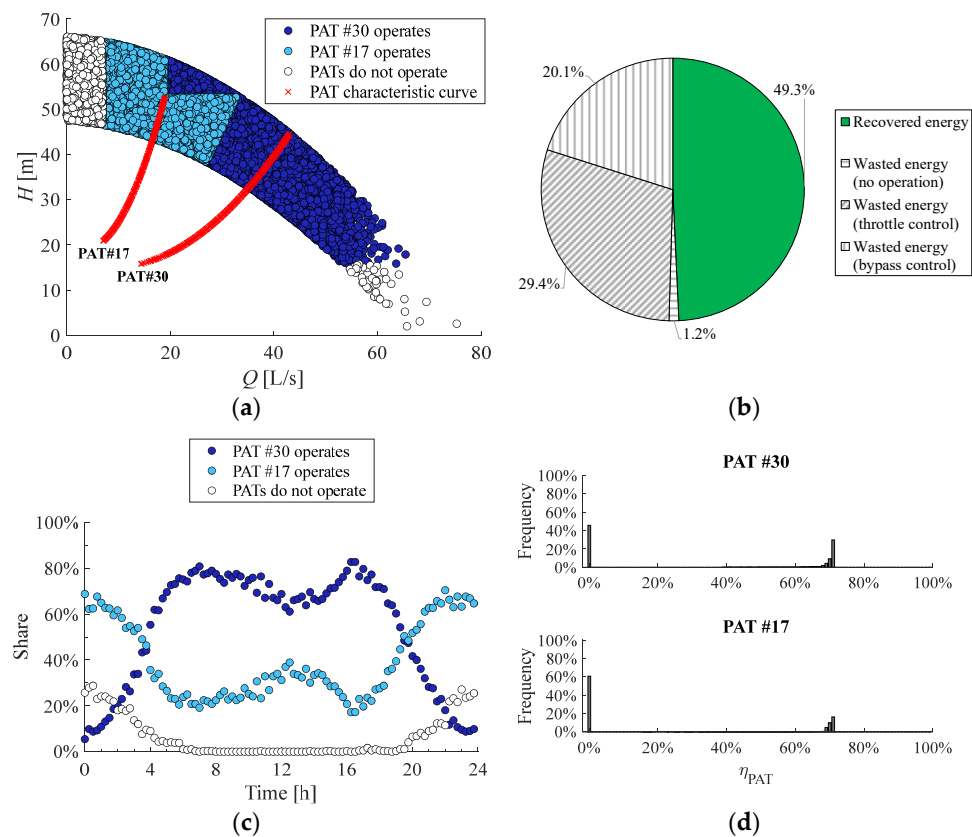 70
60
50
40
30
20
10
0
H [m]
PAT #30 operates
PAT #17 operates
PATs do not operate
PAT characteristic curve
PAT#17
PAT#30
0 20 40 60 80
Q [L/s]
(a)
20.1%
49.3%
29.4%
1.2%
Recovered energy
Wasted energy
(no operation)
Wasted energy
(throttle control)
Wasted energy
(bypass control)
(b)
PAT #30 operates
PAT #17 operates
PATs do not operate
100%
80%
60%
40%
20%
0%
Share
0 4 8 12 16 20 24
Time [h]
(c)
PAT #30
100%
80%
60%
40%
20%
0%
Frequency
0% 20% 40% 60% 80% 100%
PAT #17
100%
80%
60%
40%
20%
0%
Frequency
0% 20% 40% 60% 80% 100%
ηPAT
(d)